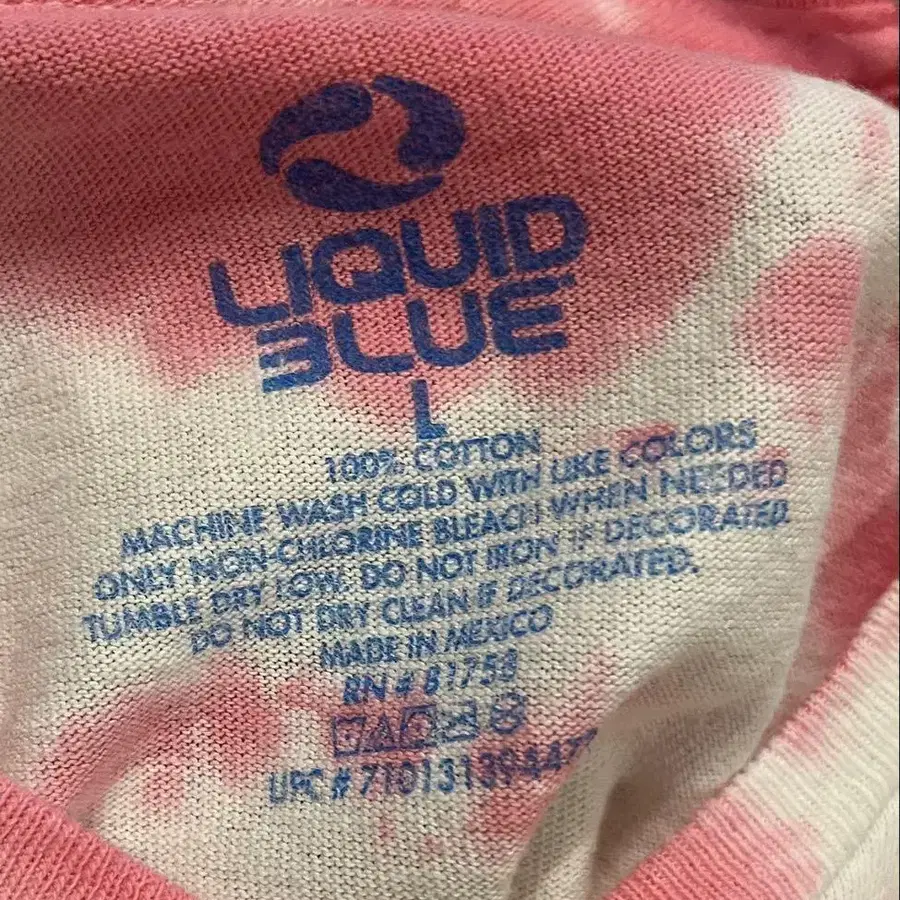 LIQUID
BLUE
L
100% COTTON
MACHINE WASH COLD WITH LIKE COLORS
ONLY NON-CHLORINE BLEACH WHEN NEEDED
TUMBLE DRY LOW. DO NOT IRON IF DECORATED.
DO NOT DRY CLEAN IF DECORATED.
MADE IN MEXICO
RN # 81758
UPC #